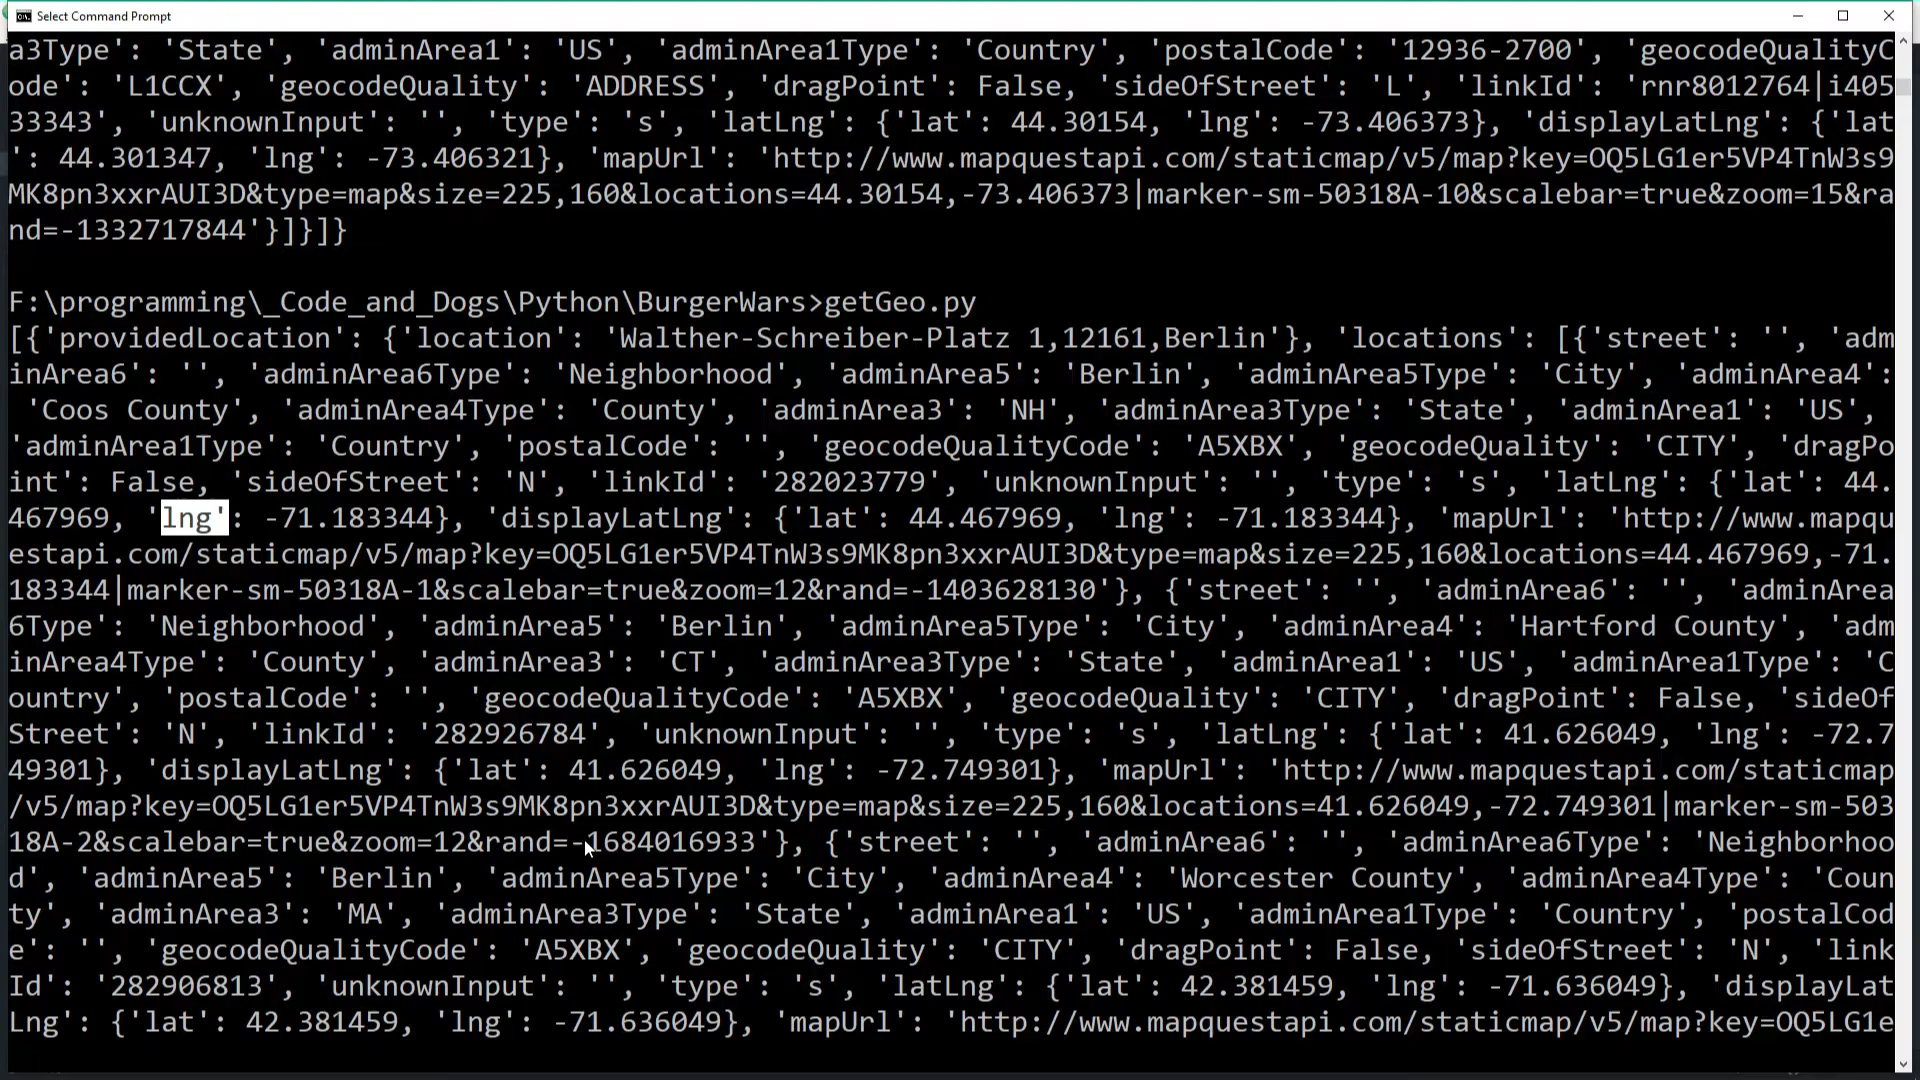 Select Command Prompt
a3Type': 'State', 'adminArea1': 'US', 'adminArea1Type': 'Country', 'postalCode': '12936-2700', 'geocodeQualityC
ode': 'L1CCX', 'geocodeQuality': 'ADDRESS', 'dragPoint': False, 'sideOfStreet': 'L', 'linkId': 'rnr8012764|i405
33343', 'unknownInput': '', 'type': 's', 'latLng': {'lat': 44.30154, 'lng': -73.406373}, 'displayLatLng': {'lat
': 44.301347, 'lng': -73.406321}, 'mapUrl': 'http://www.mapquestapi.com/staticmap/v5/map?key=OQ5LG1er5VP4TnW3s9
MK8pn3xxrAUI3D&type=map&size=225,160&locations=44.30154,-73.406373|marker-sm-50318A-10&scalebar=true&zoom=15&ra
nd=-1332717844'}]}]}
F:\programming\_Code_and_Dogs\Python\BurgerWars>getGeo.py
[{'providedLocation': {'location': 'Walther-Schreiber-Platz 1,12161,Berlin'}, 'locations': [{'street': '', 'adm
inArea6': '', 'adminArea6Type': 'Neighborhood', 'adminArea5': 'Berlin', 'adminArea5Type': 'City', 'adminArea4':
 'Coos County', 'adminArea4Type': 'County', 'adminArea3': 'NH', 'adminArea3Type': 'State', 'adminArea1': 'US',
'adminArea1Type': 'Country', 'postalCode': '', 'geocodeQualityCode': 'A5XBX', 'geocodeQuality': 'CITY', 'dragPo
int': False, 'sideOfStreet': 'N', 'linkId': '282023779', 'unknownInput': '', 'type': 's', 'latLng': {'lat': 44.
467969, 'lng': -71.183344}, 'displayLatLng': {'lat': 44.467969, 'lng': -71.183344}, 'mapUrl': 'http://www.mapqu
estapi.com/staticmap/v5/map?key=OQ5LG1er5VP4TnW3s9MK8pn3xxrAUI3D&type=map&size=225,160&locations=44.467969,-71.
183344|marker-sm-50318A-1&scalebar=true&zoom=12&rand=-1403628130'}, {'street': '', 'adminArea6': '', 'adminArea
6Type': 'Neighborhood', 'adminArea5': 'Berlin', 'adminArea5Type': 'City', 'adminArea4': 'Hartford County', 'adm
inArea4Type': 'County', 'adminArea3': 'CT', 'adminArea3Type': 'State', 'adminArea1': 'US', 'adminArea1Type': 'C
ountry', 'postalCode': '', 'geocodeQualityCode': 'A5XBX', 'geocodeQuality': 'CITY', 'dragPoint': False, 'sideOf
Street': 'N', 'linkId': '282926784', 'unknownInput': '', 'type': 's', 'latLng': {'lat': 41.626049, 'lng': -72.7
49301}, 'displayLatLng': {'lat': 41.626049, 'lng': -72.749301}, 'mapUrl': 'http://www.mapquestapi.com/staticmap
/v5/map?key=OQ5LG1er5VP4TnW3s9MK8pn3xxrAUI3D&type=map&size=225,160&locations=41.626049,-72.749301|marker-sm-503
18A-2&scalebar=true&zoom=12&rand=-1684016933'}, {'street': '', 'adminArea6': '', 'adminArea6Type': 'Neighborhoo
d', 'adminArea5': 'Berlin', 'adminArea5Type': 'City', 'adminArea4': 'Worcester County', 'adminArea4Type': 'Coun
ty', 'adminArea3': 'MA', 'adminArea3Type': 'State', 'adminArea1': 'US', 'adminArea1Type': 'Country', 'postalCod
e': '', 'geocodeQualityCode': 'A5XBX', 'geocodeQuality': 'CITY', 'dragPoint': False, 'sideOfStreet': 'N', 'link
Id': '282906813', 'unknownInput': '', 'type': 's', 'latLng': {'lat': 42.381459, 'lng': -71.636049}, 'displayLat
Lng': {'lat': 42.381459, 'lng': -71.636049}, 'mapUrl': 'http://www.mapquestapi.com/staticmap/v5/map?key=OQ5LG1e